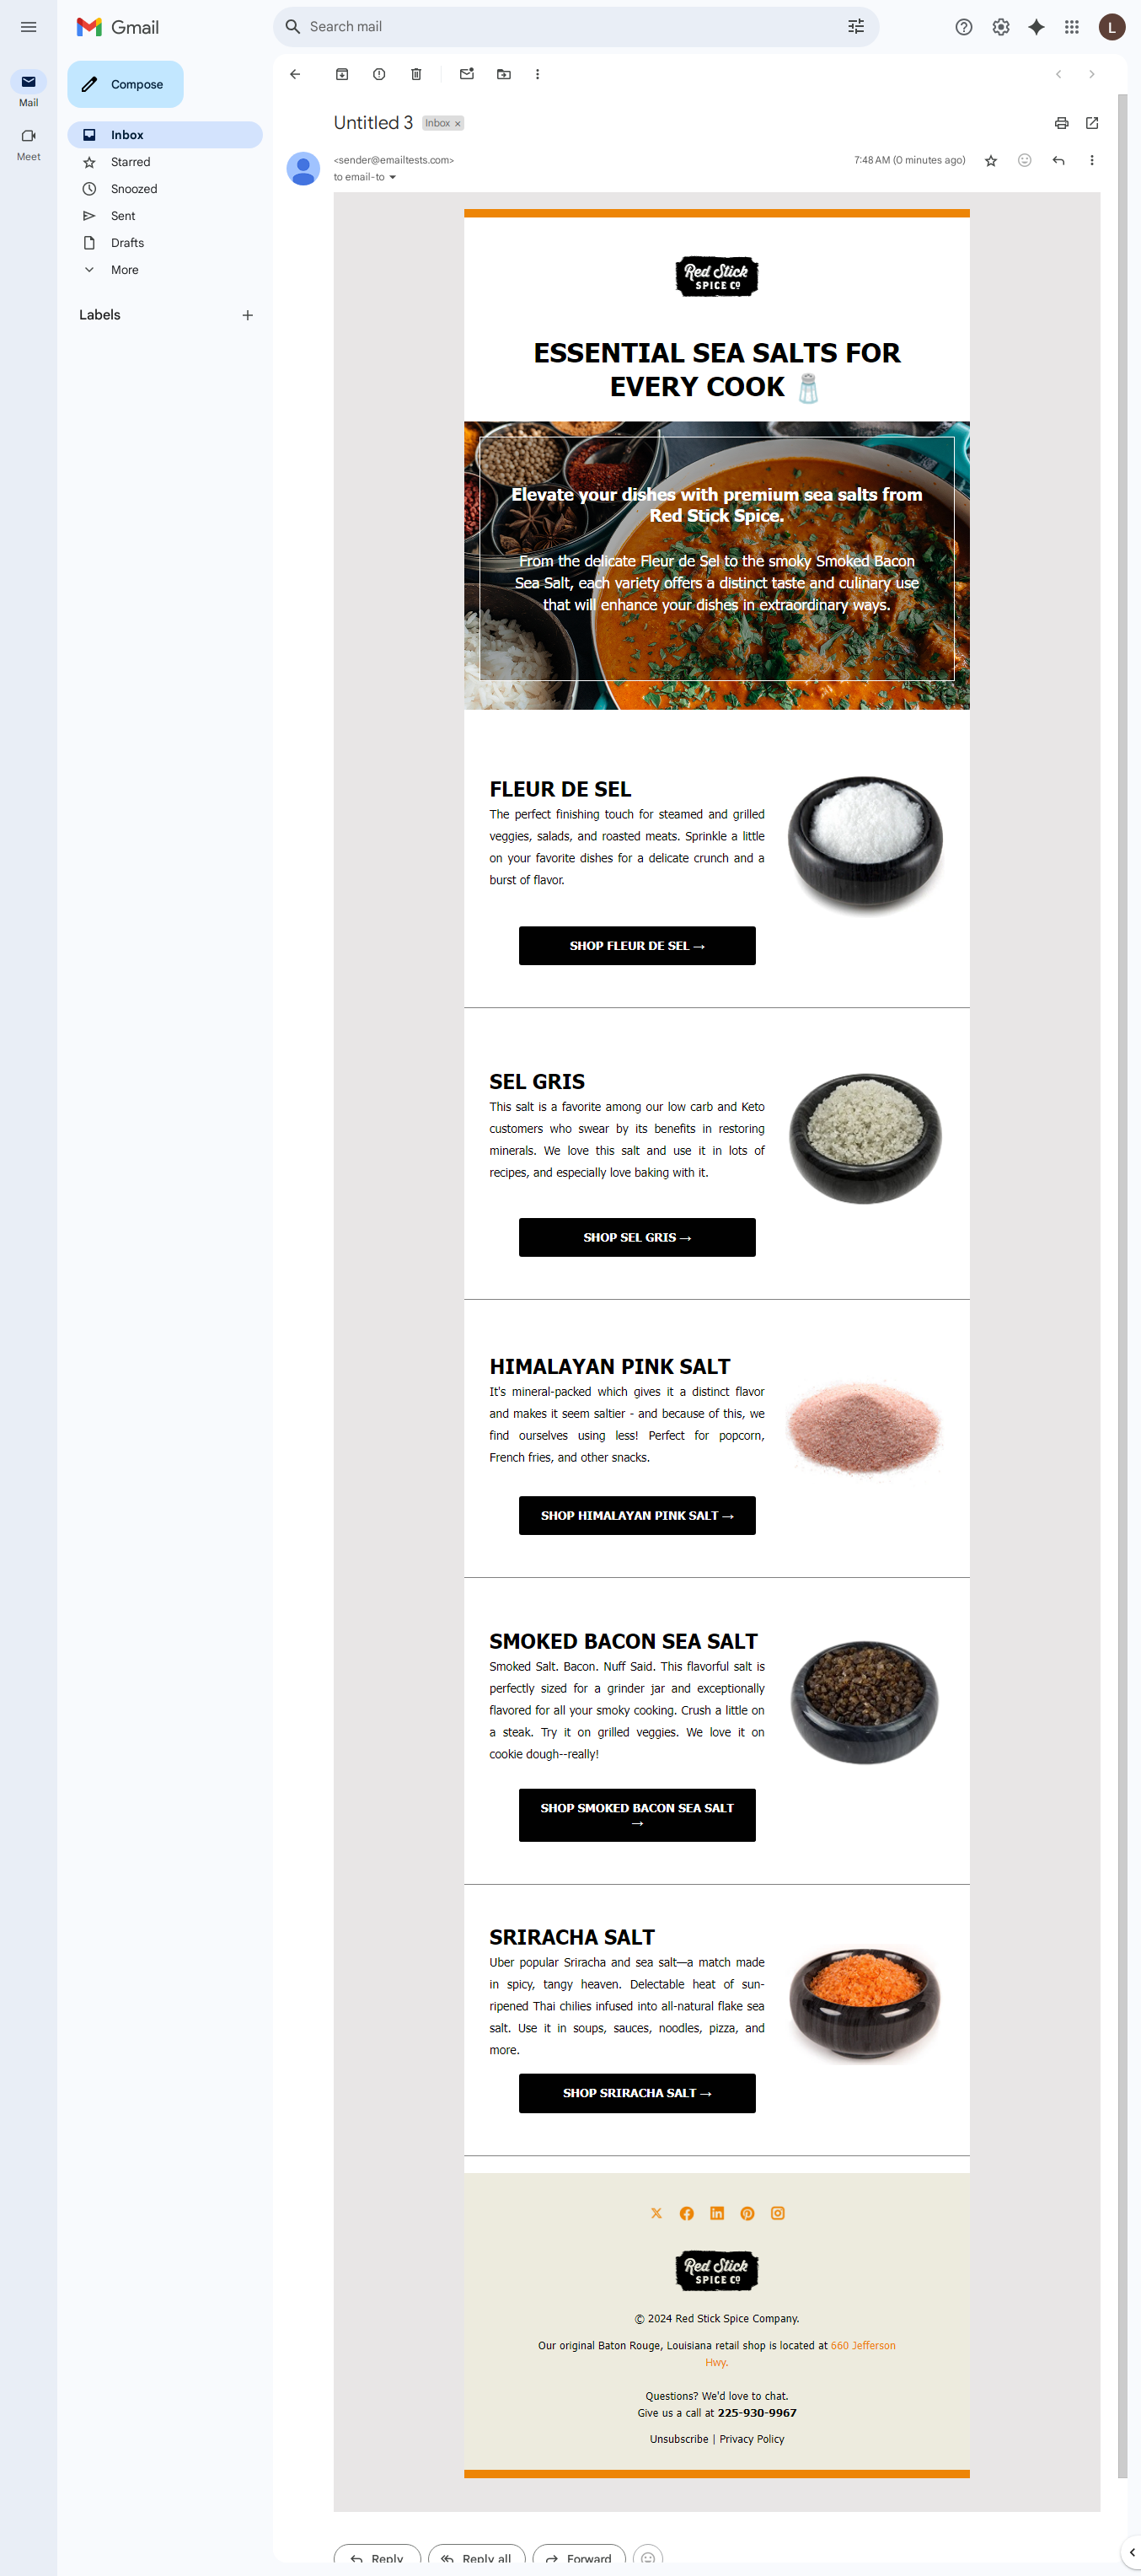 Gmail
Search mail
L
Mail
Meet
Compose
Inbox
Starred
Snoozed
Sent
Drafts
More
Labels
Untitled 3
Inbox ×
<sender@emailtests.com>
7:48 AM (0 minutes ago)
to email-to
Red Stick
SPICE CO
ESSENTIAL SEA SALTS FOR
EVERY COOK 🧂
Elevate your dishes with premium sea salts from
Red Stick Spice.
From the delicate Fleur de Sel to the smoky Smoked Bacon
Sea Salt, each variety offers a distinct taste and culinary use
that will enhance your dishes in extraordinary ways.
FLEUR DE SEL
The perfect finishing touch for steamed and grilled
veggies, salads, and roasted meats. Sprinkle a little
on your favorite dishes for a delicate crunch and a
burst of flavor.
SHOP FLEUR DE SEL →
SEL GRIS
This salt is a favorite among our low carb and Keto
customers who swear by its benefits in restoring
minerals. We love this salt and use it in lots of
recipes, and especially love baking with it.
SHOP SEL GRIS →
HIMALAYAN PINK SALT
It's mineral-packed which gives it a distinct flavor
and makes it seem saltier - and because of this, we
find ourselves using less! Perfect for popcorn,
French fries, and other snacks.
SHOP HIMALAYAN PINK SALT →
SMOKED BACON SEA SALT
Smoked Salt. Bacon. Nuff Said. This flavorful salt is
perfectly sized for a grinder jar and exceptionally
flavored for all your smoky cooking. Crush a little on
a steak. Try it on grilled veggies. We love it on
cookie dough--really!
SHOP SMOKED BACON SEA SALT
→
SRIRACHA SALT
Uber popular Sriracha and sea salt—a match made
in spicy, tangy heaven. Delectable heat of sun-
ripened Thai chilies infused into all-natural flake sea
salt. Use it in soups, sauces, noodles, pizza, and
more.
SHOP SRIRACHA SALT →
Red Stick
SPICE CO
© 2024 Red Stick Spice Company.
Our original Baton Rouge, Louisiana retail shop is located at 660 Jefferson
Hwy.
Questions? We'd love to chat.
Give us a call at 225-930-9967
Unsubscribe | Privacy Policy
Reply
Reply all
Forward